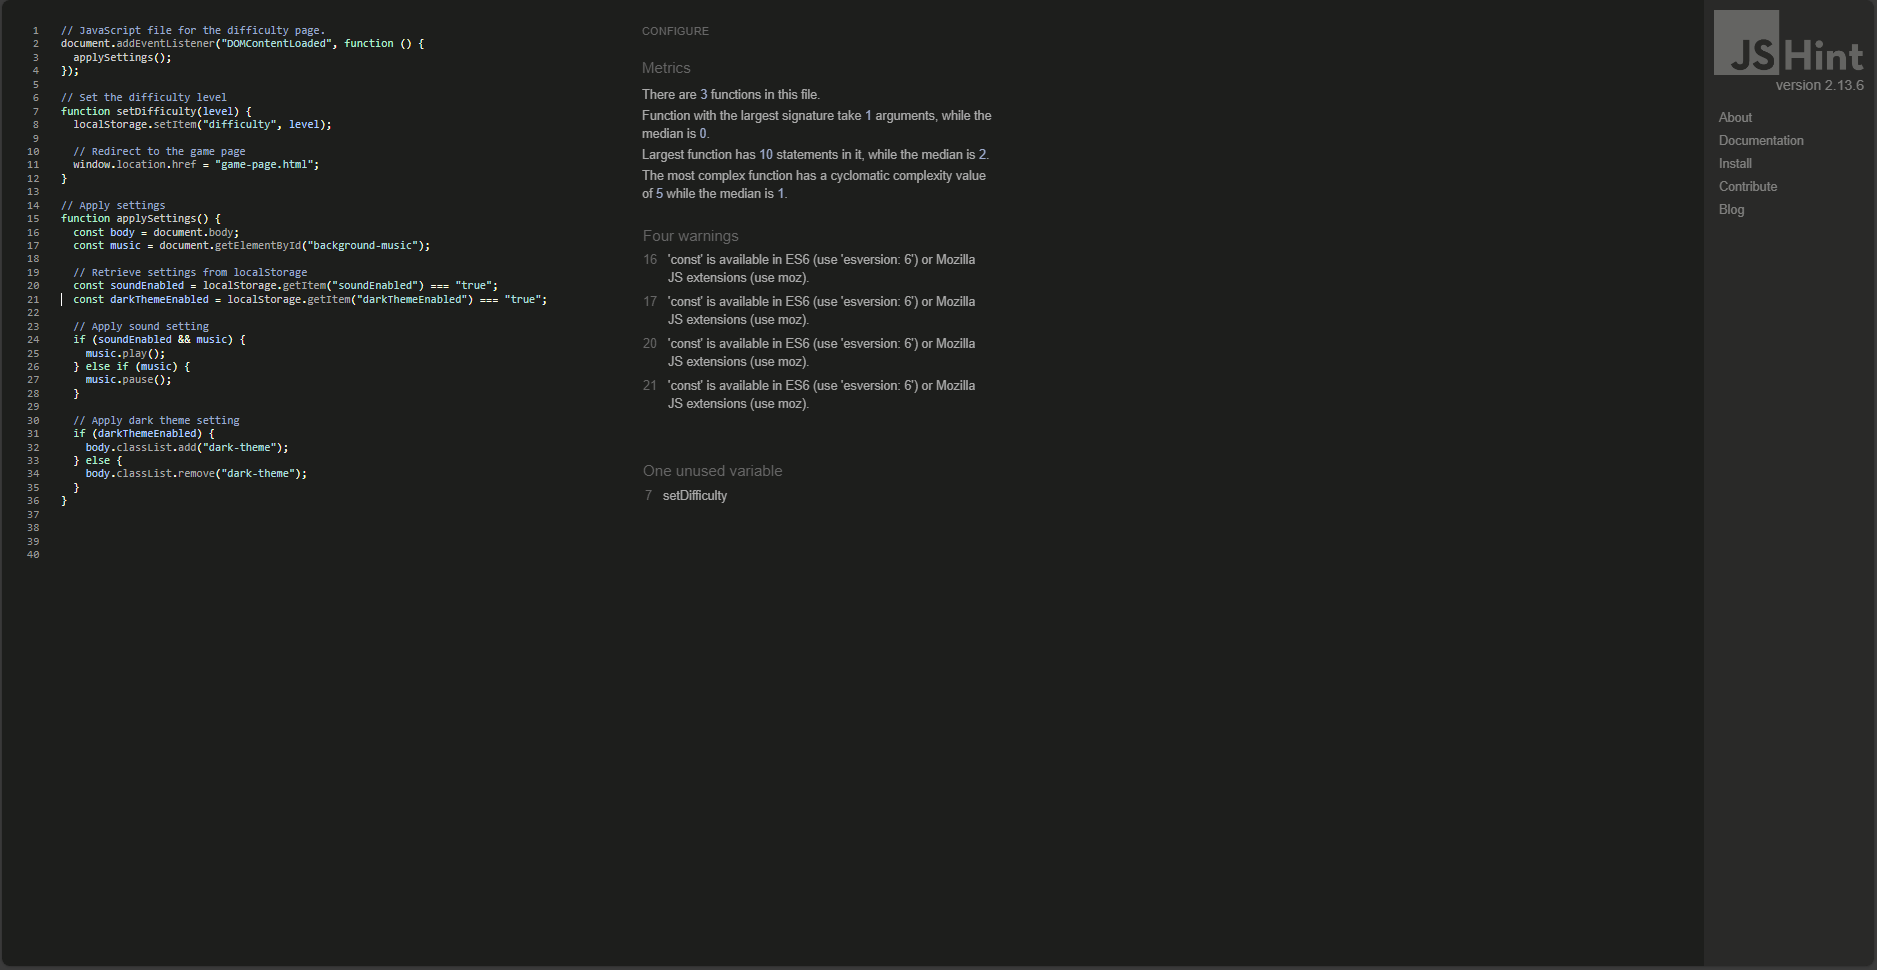 1 // JavaScript file for the difficulty page.
2 document.addEventListener("DOMContentLoaded", function () {
3   applySettings();
4 });
5
6 // Set the difficulty level
7 function setDifficulty(level) {
8   localStorage.setItem("difficulty", level);
9
10   // Redirect to the game page
11   window.location.href = "game-page.html";
12 }
13
14 // Apply settings
15 function applySettings() {
16   const body = document.body;
17   const music = document.getElementById("background-music");
18
19   // Retrieve settings from localStorage
20   const soundEnabled = localStorage.getItem("soundEnabled") === "true";
21   const darkThemeEnabled = localStorage.getItem("darkThemeEnabled") === "true";
22
23   // Apply sound setting
24   if (soundEnabled && music) {
25     music.play();
26   } else if (music) {
27     music.pause();
28   }
29
30   // Apply dark theme setting
31   if (darkThemeEnabled) {
32     body.classList.add("dark-theme");
33   } else {
34     body.classList.remove("dark-theme");
35   }
36 }
37
38
39
40
CONFIGURE
Metrics
There are 3 functions in this file.
Function with the largest signature take 1 arguments, while the
median is 0.
Largest function has 10 statements in it, while the median is 2.
The most complex function has a cyclomatic complexity value
of 5 while the median is 1.
Four warnings
16 'const' is available in ES6 (use 'esversion: 6') or Mozilla
JS extensions (use moz).
17 'const' is available in ES6 (use 'esversion: 6') or Mozilla
JS extensions (use moz).
20 'const' is available in ES6 (use 'esversion: 6') or Mozilla
JS extensions (use moz).
21 'const' is available in ES6 (use 'esversion: 6') or Mozilla
JS extensions (use moz).
One unused variable
7 setDifficulty
JSHint
version 2.13.6
About
Documentation
Install
Contribute
Blog